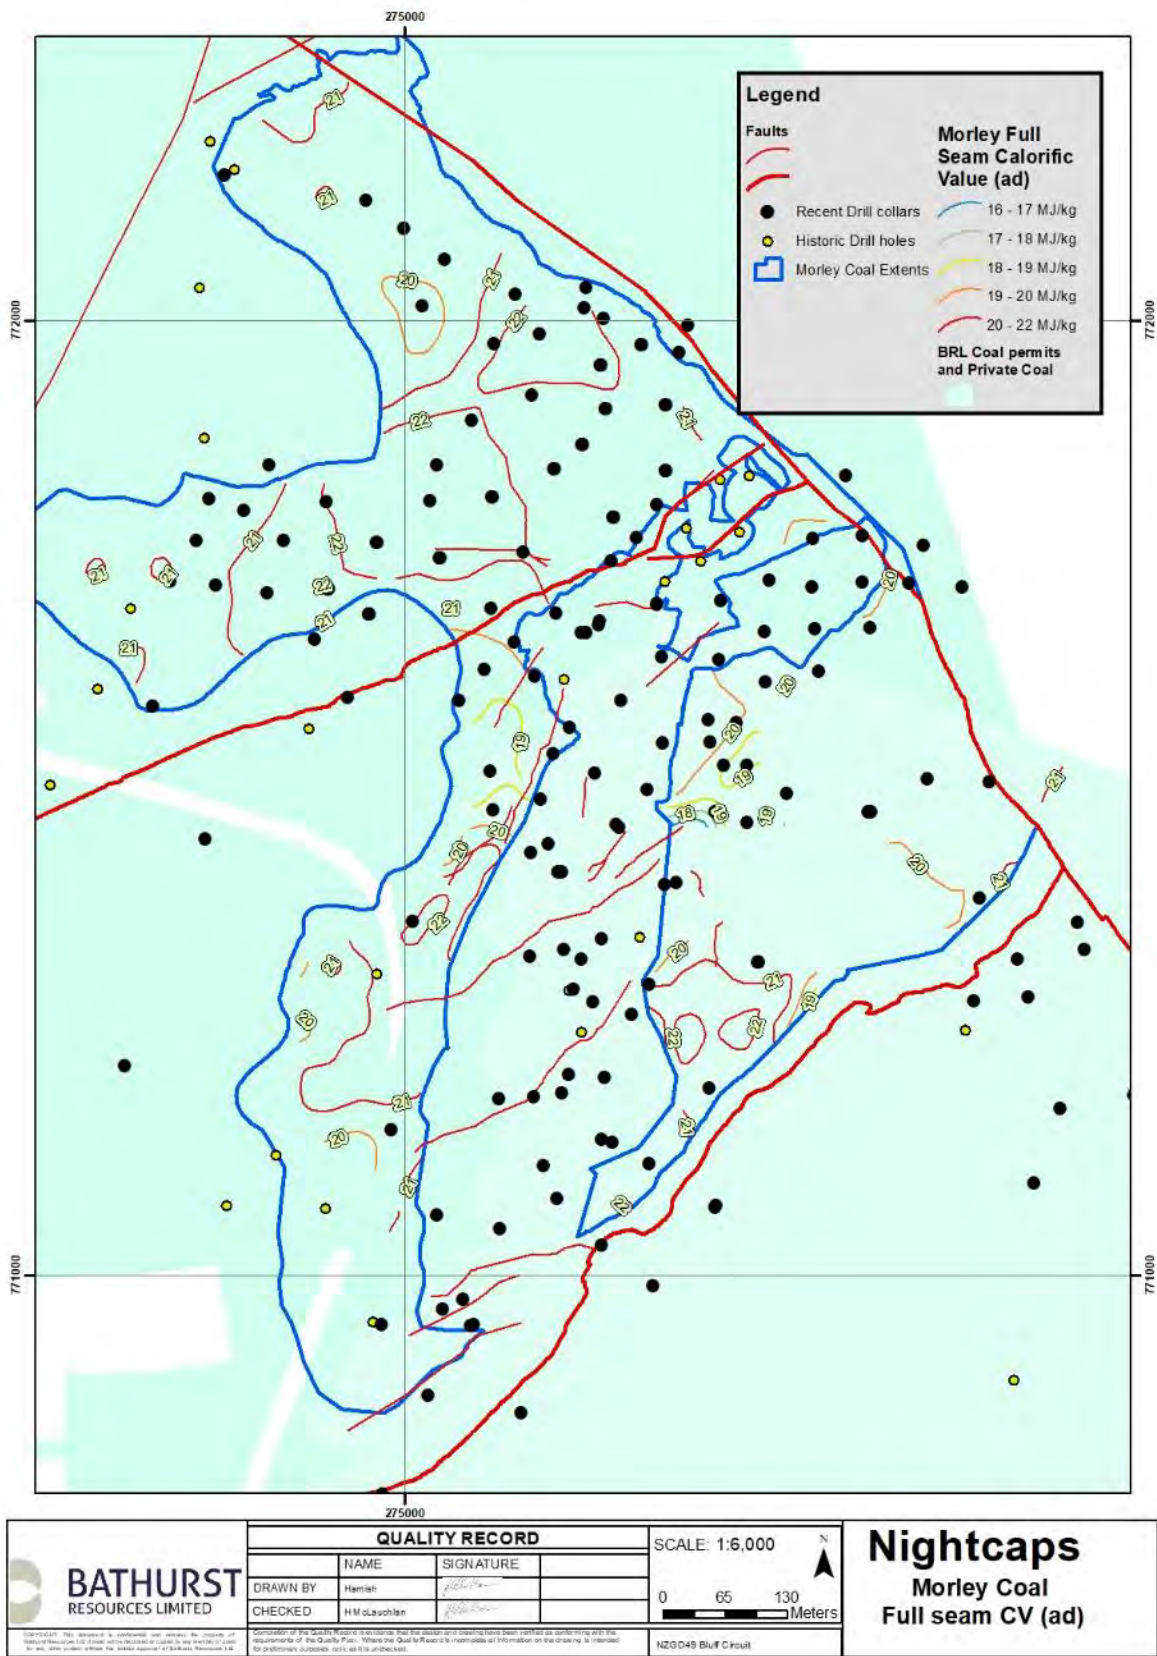 275000
772000
772000
771000
771000
275000
Legend
Faults
Recent Drill collars
Historic Drill holes
Morley Coal Extents
Morley Full
Seam Calorific
Value (ad)
16 - 17 MJ/kg
17 - 18 MJ/kg
18 - 19 MJ/kg
19 - 20 MJ/kg
20 - 22 MJ/kg
BRL Coal permits
and Private Coal
21
21
20
21
22
22
21
21
22
21
21
22
21
21
21
20
20
20
19
19
18
19
19
20
20
22
20
21
21
20
21
20
21
22
22
19
21
20
21
21
22
21
BATHURST
RESOURCES LIMITED
QUALITY RECORD
NAME
SIGNATURE
DRAWN BY
Hamish
CHECKED
H McLauchlan
SCALE: 1:6,000
N
0 65 130
Meters
NZGD49 Bluff Circuit
Nightcaps
Morley Coal
Full seam CV (ad)